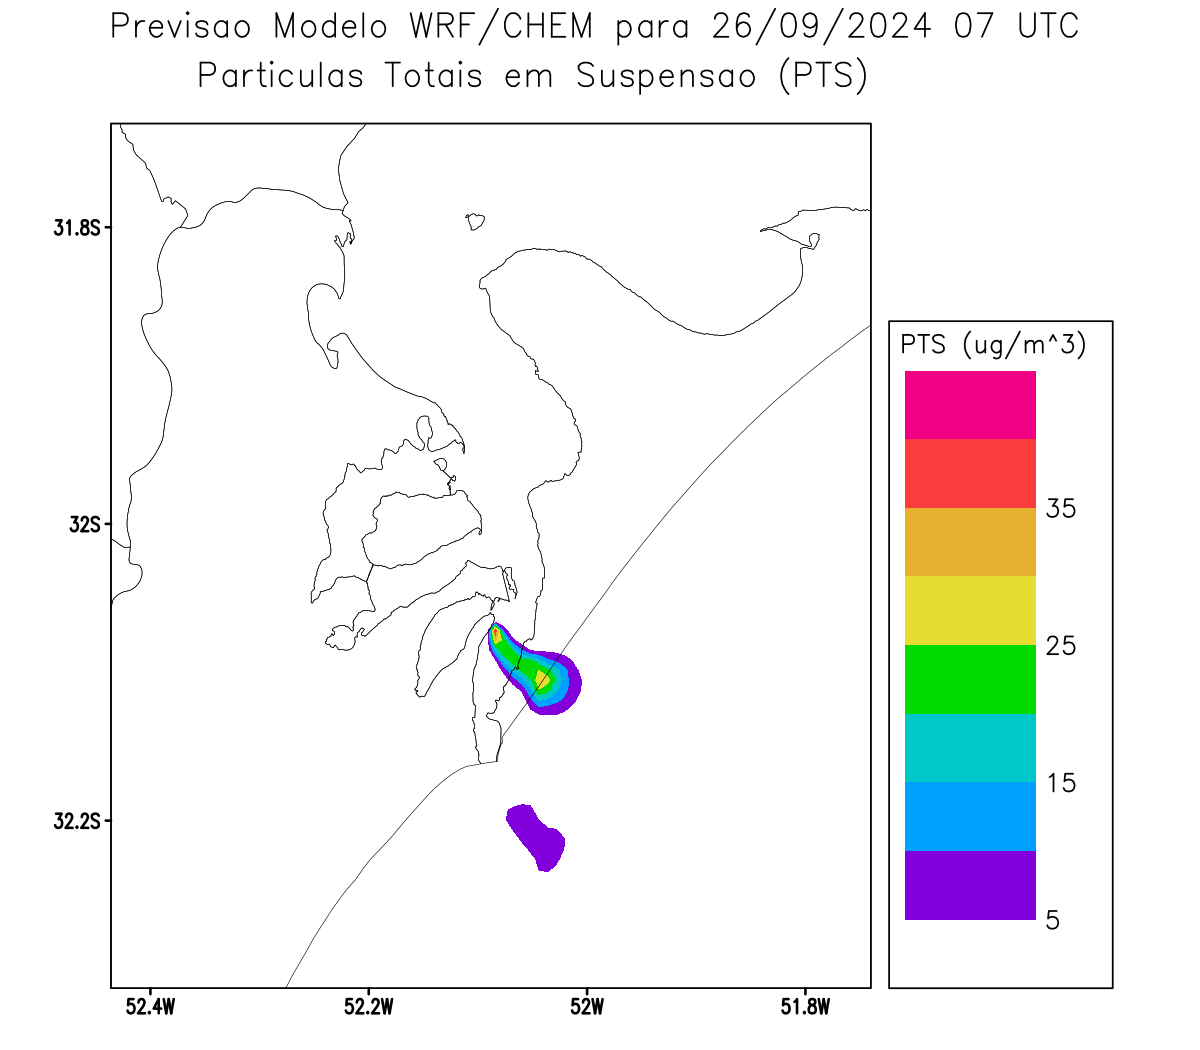 Previsao Modelo WRF/CHEM para 26/09/2024 07 UTC
Particulas Totais em Suspensao (PTS)
31.8S
32S
32.2S
52.4W
52.2W
52W
51.8W
PTS (ug/m^3)
35
25
15
5